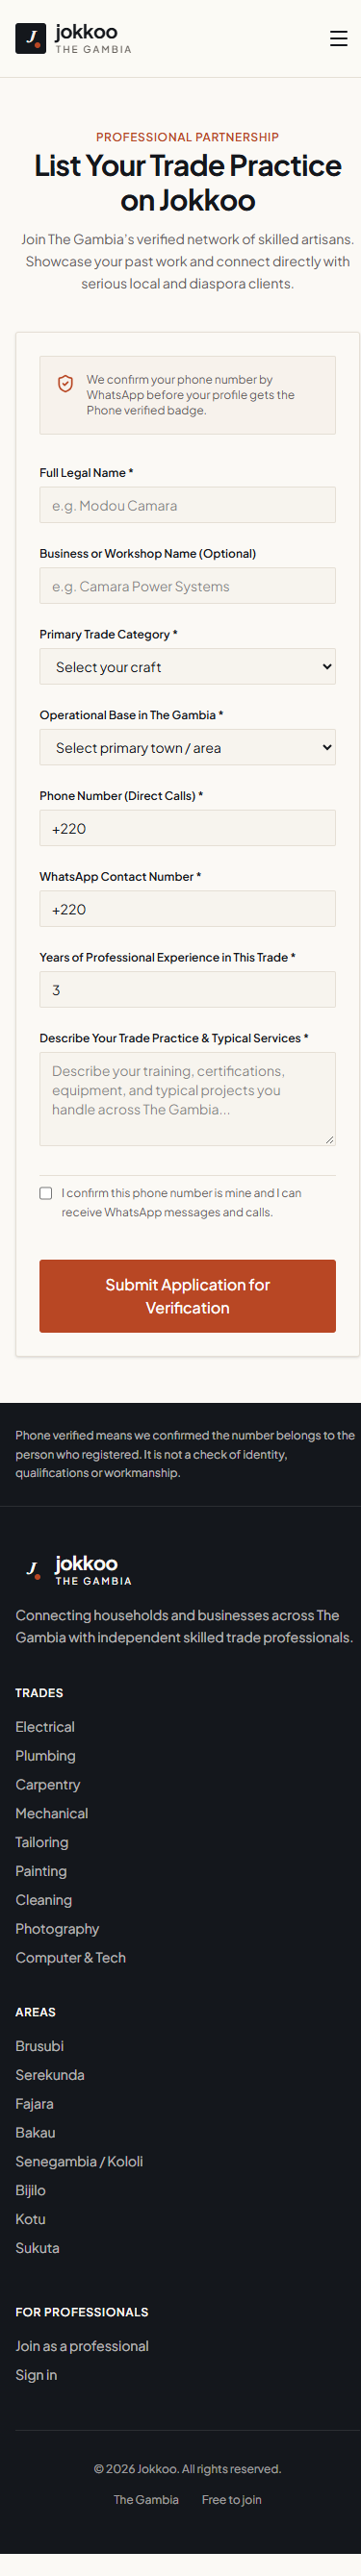 J.
jokkoo
THE GAMBIA
PROFESSIONAL PARTNERSHIP
List Your Trade Practice
on Jokkoo
Join The Gambia's verified network of skilled artisans.
Showcase your past work and connect directly with
serious local and diaspora clients.
We confirm your phone number by
WhatsApp before your profile gets the
Phone verified badge.
Full Legal Name *
e.g. Modou Camara
Business or Workshop Name (Optional)
e.g. Camara Power Systems
Primary Trade Category *
Select your craft
Operational Base in The Gambia *
Select primary town / area
Phone Number (Direct Calls) *
+220
WhatsApp Contact Number *
+220
Years of Professional Experience in This Trade *
3
Describe Your Trade Practice & Typical Services *
Describe your training, certifications,
equipment, and typical projects you
handle across The Gambia...
I confirm this phone number is mine and I can
receive WhatsApp messages and calls.
Submit Application for
Verification
Phone verified means we confirmed the number belongs to the
person who registered. It is not a check of identity,
qualifications or workmanship.
J.
jokkoo
THE GAMBIA
Connecting households and businesses across The
Gambia with independent skilled trade professionals.
TRADES
Electrical
Plumbing
Carpentry
Mechanical
Tailoring
Painting
Cleaning
Photography
Computer & Tech
AREAS
Brusubi
Serekunda
Fajara
Bakau
Senegambia / Kololi
Bijilo
Kotu
Sukuta
FOR PROFESSIONALS
Join as a professional
Sign in
© 2026 Jokkoo. All rights reserved.
The Gambia Free to join